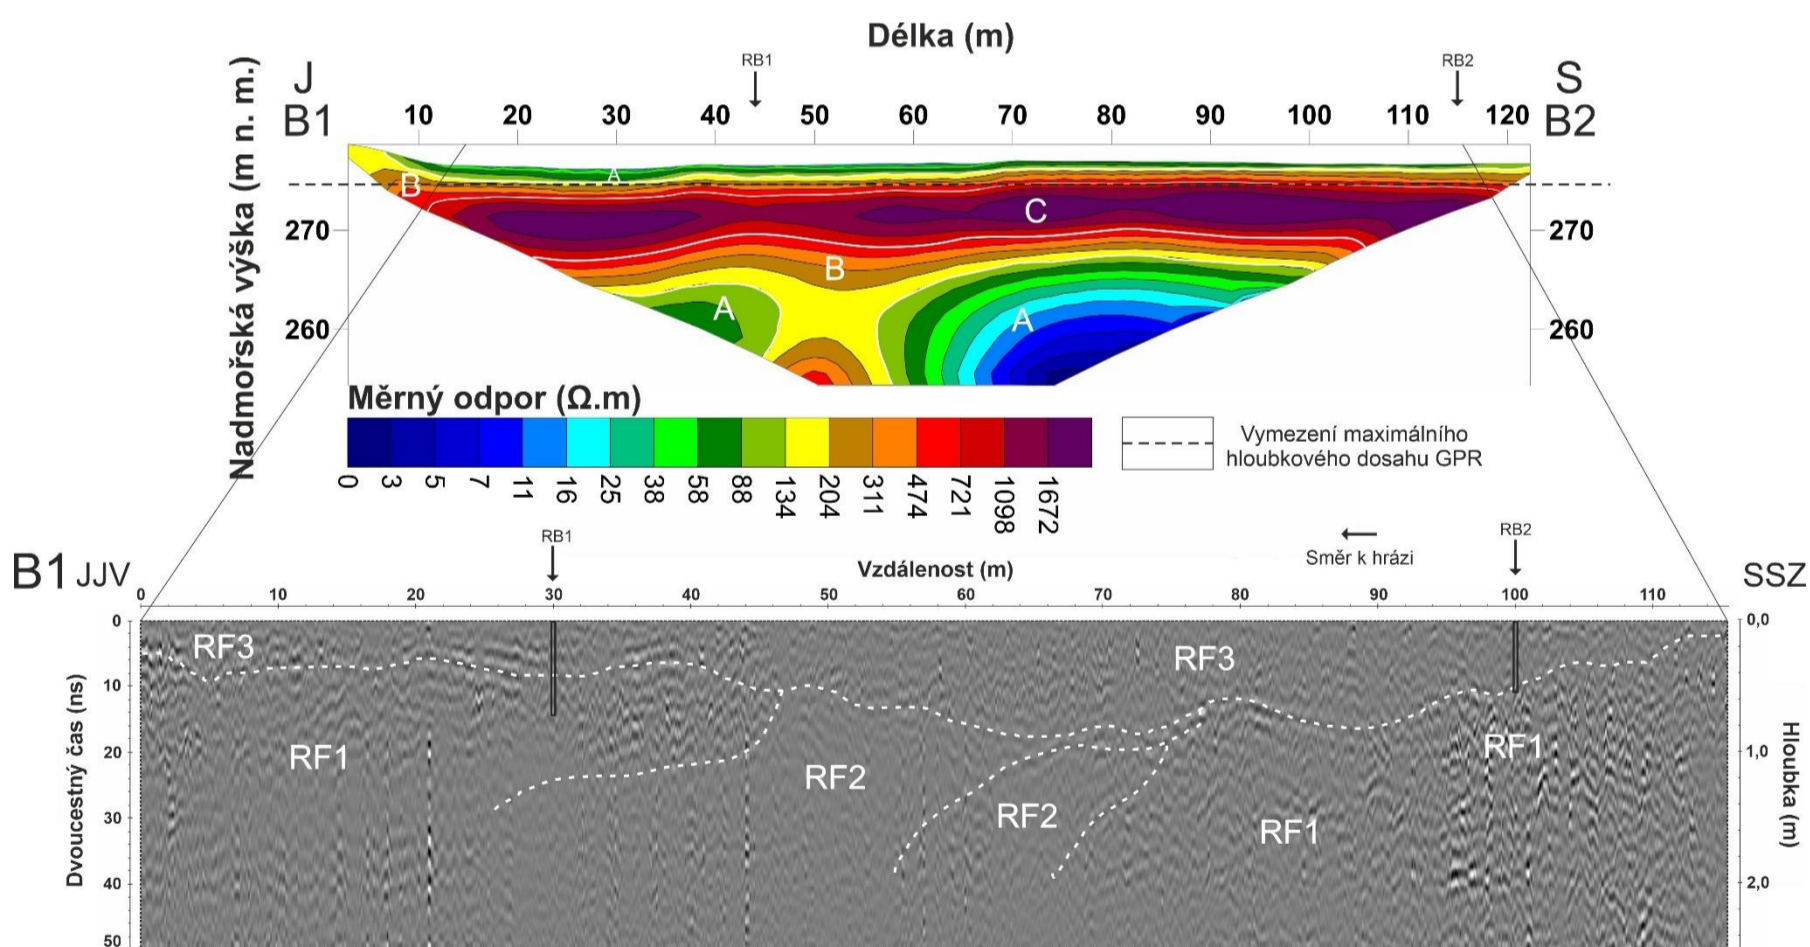 Délka (m)
RB1
RB2
J
S
B1
10
20
30
40
50
60
70
80
90
100
110
120
B2
Nadmořská výška (m n. m.)
A
B
C
270
270
B
A
A
260
260
Měrný odpor (Ω.m)
0
3
5
7
11
16
25
38
58
88
134
204
311
474
721
1098
1672
Vymezení maximálního
hloubkového dosahu GPR
RB1
RB2
Směr k hrázi
B1 JJV
Vzdálenost (m)
SSZ
0
10
20
30
40
50
60
70
80
90
100
110
0
0,0
RF3
RF3
10
Dvoucestný čas (ns)
RF1
RF2
RF1
20
1,0
Hloubka (m)
RF2
RF1
30
40
2,0
50